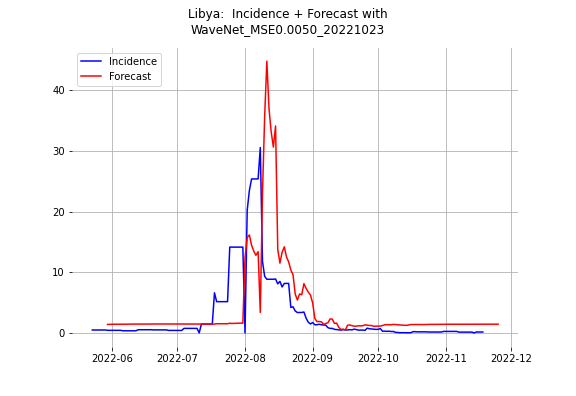 Libya:  Incidence + Forecast with
WaveNet_MSE0.0050_20221023
Incidence
Forecast
40
30
20
10
0
2022-06 2022-07 2022-08 2022-09 2022-10 2022-11 2022-12